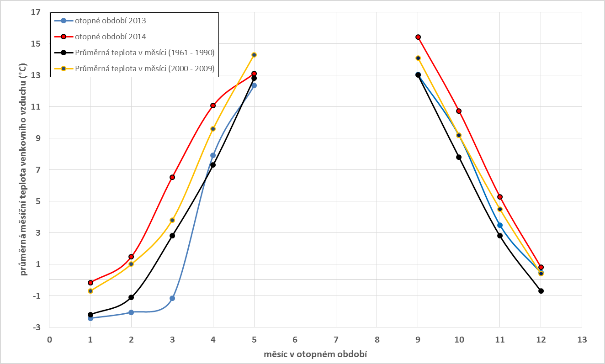 otopné období 2013
otopné období 2014
Průměrná teplota v měsíci (1961 - 1990)
Průměrná teplota v měsíci (2000 - 2009)
průměrná měsíční teplota venkovního vzduchu (°C)
17
15
13
11
9
7
5
3
1
-1
-3
0 1 2 3 4 5 6 7 8 9 10 11 12 13
měsíc v otopném období